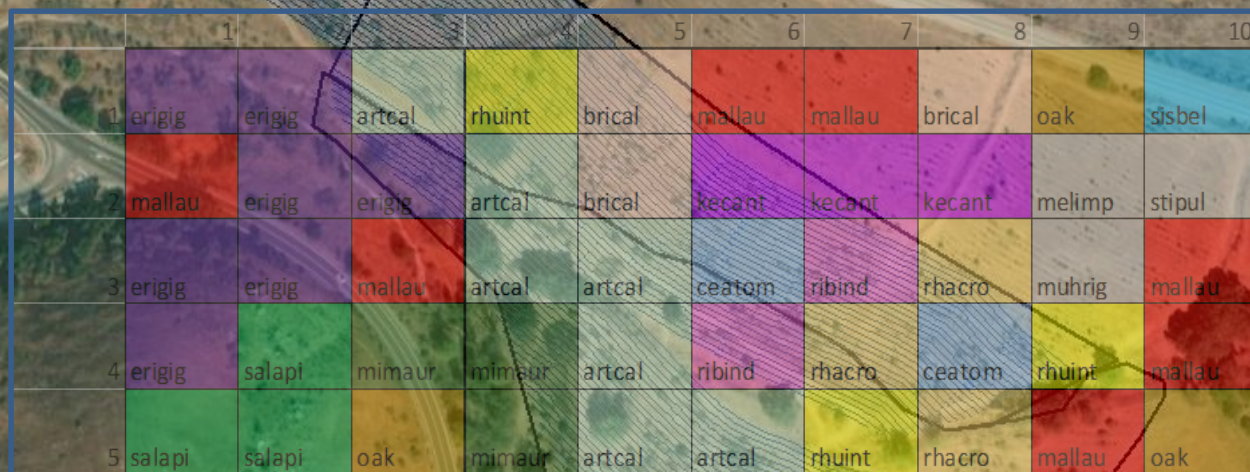 1 2 3 4 5 6 7 8 9 10
1 erigig erigig artcal rhuint brical mallau mallau brical oak sisbel
2 mallau erigig erigig artcal brical kecant kecant kecant melimp stipul
3 erigig erigig mallau artcal artcal ceatom ribind rhacro muhrig mallau
4 erigig salapi mimaur mimaur artcal ribind rhacro ceatom rhuint mallau
5 salapi salapi oak mimaur artcal artcal rhuint rhacro mallau oak